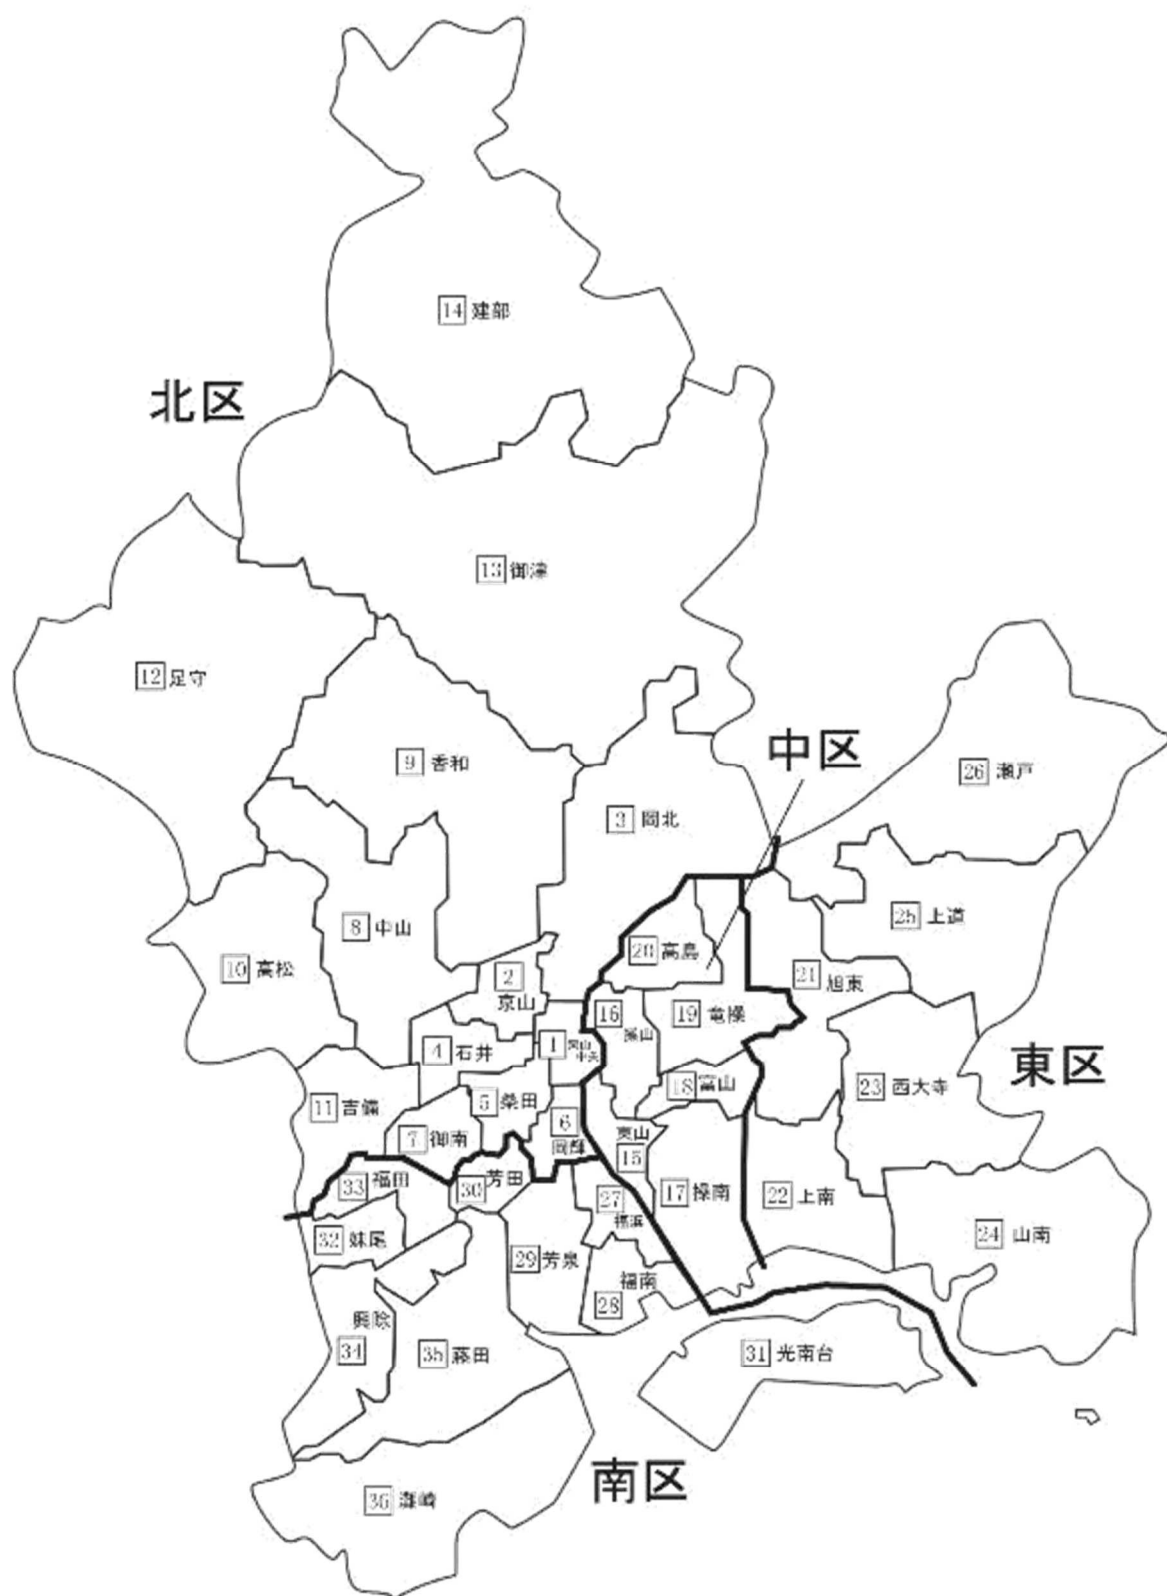 14 建部
北区
13 御津
12 足守
中区
9 香和
26 瀬戸
3 岡北
25 上道
8 中山
20 高島
10 高松
2
京山
21 旭東
16
操山
19 竜操
1 岡山
中央
4 石井
東区
18 富山
23 西大寺
5 桑田
11 吉備
6
岡輝
7 御南
東山
15
33 福田
30 芳田
17 操南
22 上南
27
福浜
24 山南
32 妹尾
29 芳泉
福南
28
興除
34
35 藤田
31 光南台
南区
36 灘崎